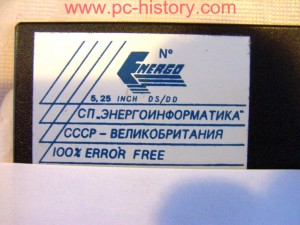 www.pc-history.com
№
ENERGO
5,25 INCH DS/DD
СП „ЭНЕРГОИНФОРМАТИКА"
СССР - ВЕЛИКОБРИТАНИЯ
100% ERROR FREE